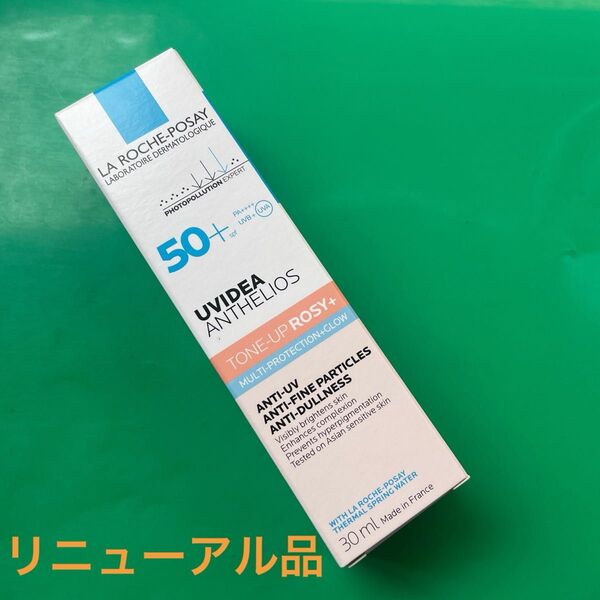 LA ROCHE-POSAY
LABORATOIRE DERMATOLOGIQUE
PHOTOPOLLUTION EXPERT
50+
SPF
PA++++
UVB + UVA
UVIDEA
ANTHELIOS
TONE-UP ROSY+
MULTI-PROTECTION+GLOW
ANTI-UV
ANTI-FINE PARTICLES
ANTI-DULLNESS
Visibly brightens skin
Enhances complexion
Prevents hyperpigmentation
Tested on Asian sensitive skin
WITH LA ROCHE-POSAY
THERMAL SPRING WATER
30 ml Made in France
リニューアル品